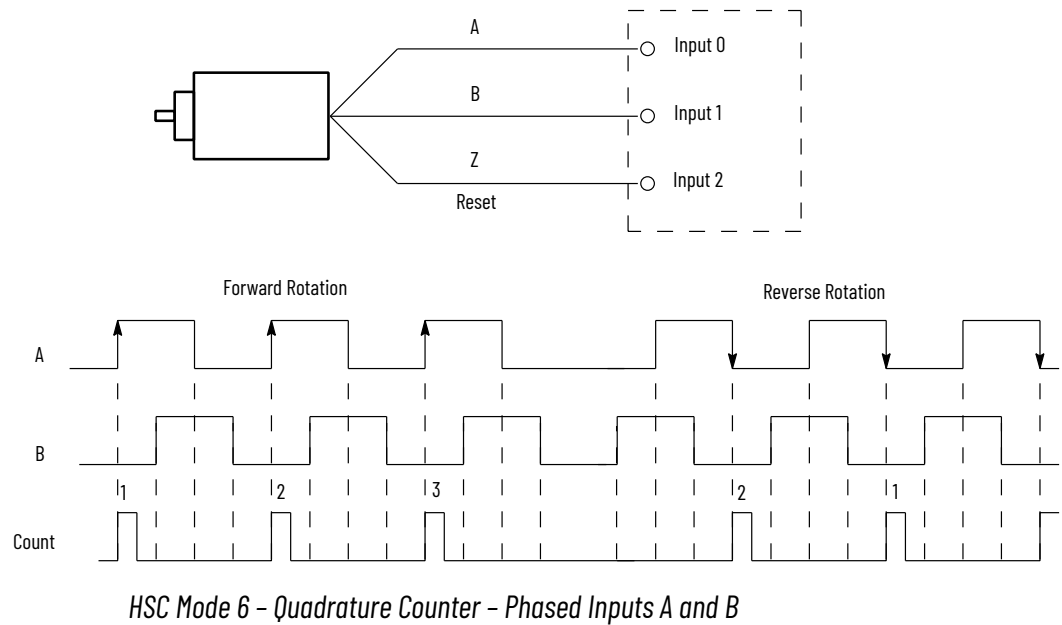 A
Input 0
B
Input 1
Z
Input 2
Reset
Forward Rotation
Reverse Rotation
A
B
1
2
3
2
1
Count
HSC Mode 6 – Quadrature Counter – Phased Inputs A and B